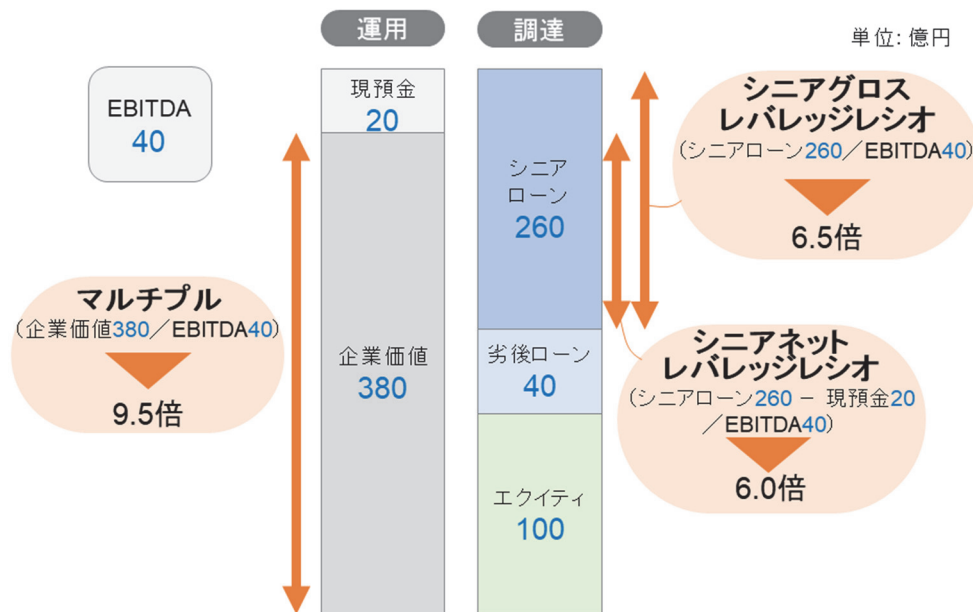 運用
調達
単位: 億円
EBITDA
40
現預金
20
シニア
ローン
260
シニアグロス
レバレッジレシオ
(シニアローン260／EBITDA40)
6.5倍
マルチプル
(企業価値380／EBITDA40)
9.5倍
企業価値
380
劣後ローン
40
シニアネット
レバレッジレシオ
(シニアローン260 − 現預金20
／EBITDA40)
6.0倍
エクイティ
100